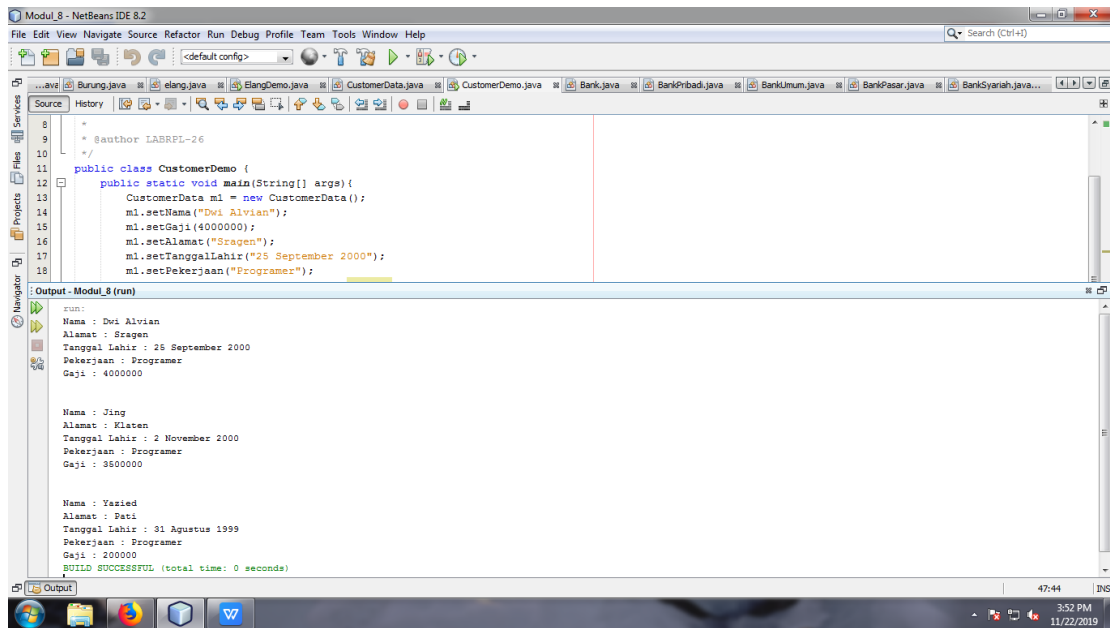 Modul_8 - NetBeans IDE 8.2
File Edit View Navigate Source Refactor Run Debug Profile Team Tools Window Help
Search (Ctrl+I)
<default config>
...ava Burung.java elang.java ElangDemo.java CustomerData.java CustomerDemo.java Bank.java BankPribadi.java BankUmum.java BankPasar.java BankSyariah.java...
Source History
Services
Files
Projects
Navigator
8 *
9 * @author LABRPL-26
10 */
11 public class CustomerDemo {
12 public static void main(String[] args){
13 CustomerData m1 = new CustomerData();
14 m1.setNama("Dwi Alvian");
15 m1.setGaji(4000000);
16 m1.setAlamat("Sragen");
17 m1.setTanggalLahir("25 September 2000");
18 m1.setPekerjaan("Programer");
Output - Modul_8 (run)
run:
Nama : Dwi Alvian
Alamat : Sragen
Tanggal Lahir : 25 September 2000
Pekerjaan : Programer
Gaji : 4000000
Nama : Jing
Alamat : Klaten
Tanggal Lahir : 2 November 2000
Pekerjaan : Programer
Gaji : 3500000
Nama : Yazied
Alamat : Pati
Tanggal Lahir : 31 Agustus 1999
Pekerjaan : Programer
Gaji : 200000
BUILD SUCCESSFUL (total time: 0 seconds)
Output
47:44 INS
3:52 PM
11/22/2019